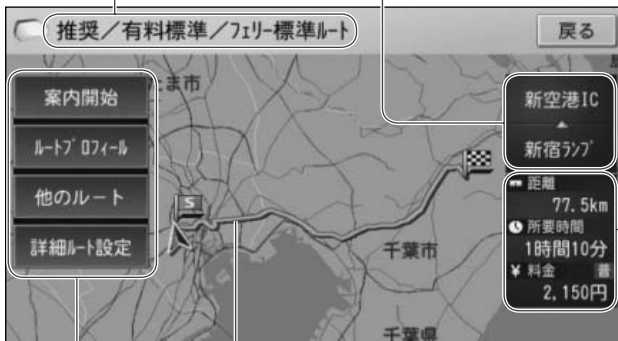 推奨／有料標準／フェリー標準ルート
戻る
案内開始
ルートプロフィール
他のルート
詳細ルート設定
たま市
S
千葉市
千葉県
新空港IC
新宿ランプ
距離
77.5km
所要時間
1時間10分
¥ 料金 普
2,150円